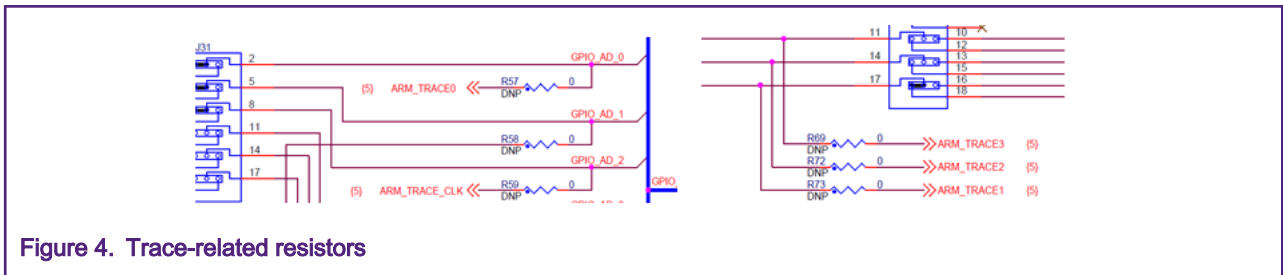 J31
2
GPIO_AD_0
(5) ARM_TRACE0 R57 0
DNP
5
GPIO_AD_1
8
R58 0
DNP
11
GPIO_AD_2
14
17
(5) ARM_TRACE_CLK R59 0
DNP
GPIO
11 10
12
14 13
15
17 16
18
R69 0 ARM_TRACE3 (5)
DNP
R72 0 ARM_TRACE2 (5)
DNP
R73 0 ARM_TRACE1 (5)
DNP
Figure 4. Trace-related resistors